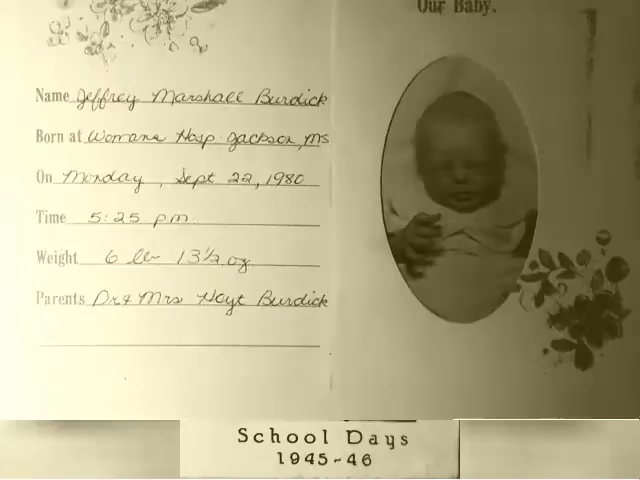 Our Baby.
Name Jeffrey Marshall Burdick
Born at Womans Hosp Jackson, MS
On Monday, Sept 22, 1980
Time 5:25 pm
Weight 6 lb 13½ oz
Parents Dr & Mrs Hoyt Burdick
School Days
1945-46